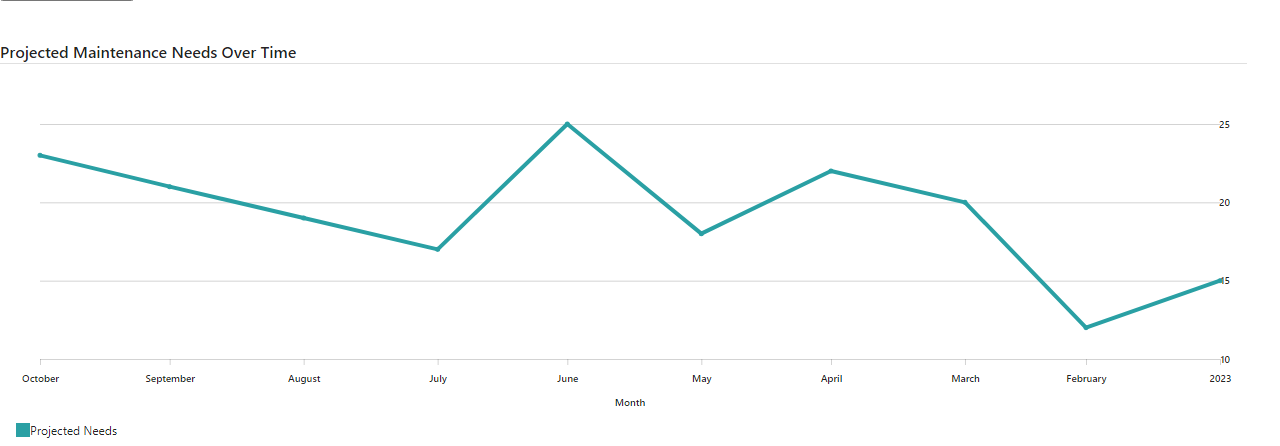 Projected Maintenance Needs Over Time
25
20
15
10
October September August July June May April March February 2023
Month
Projected Needs